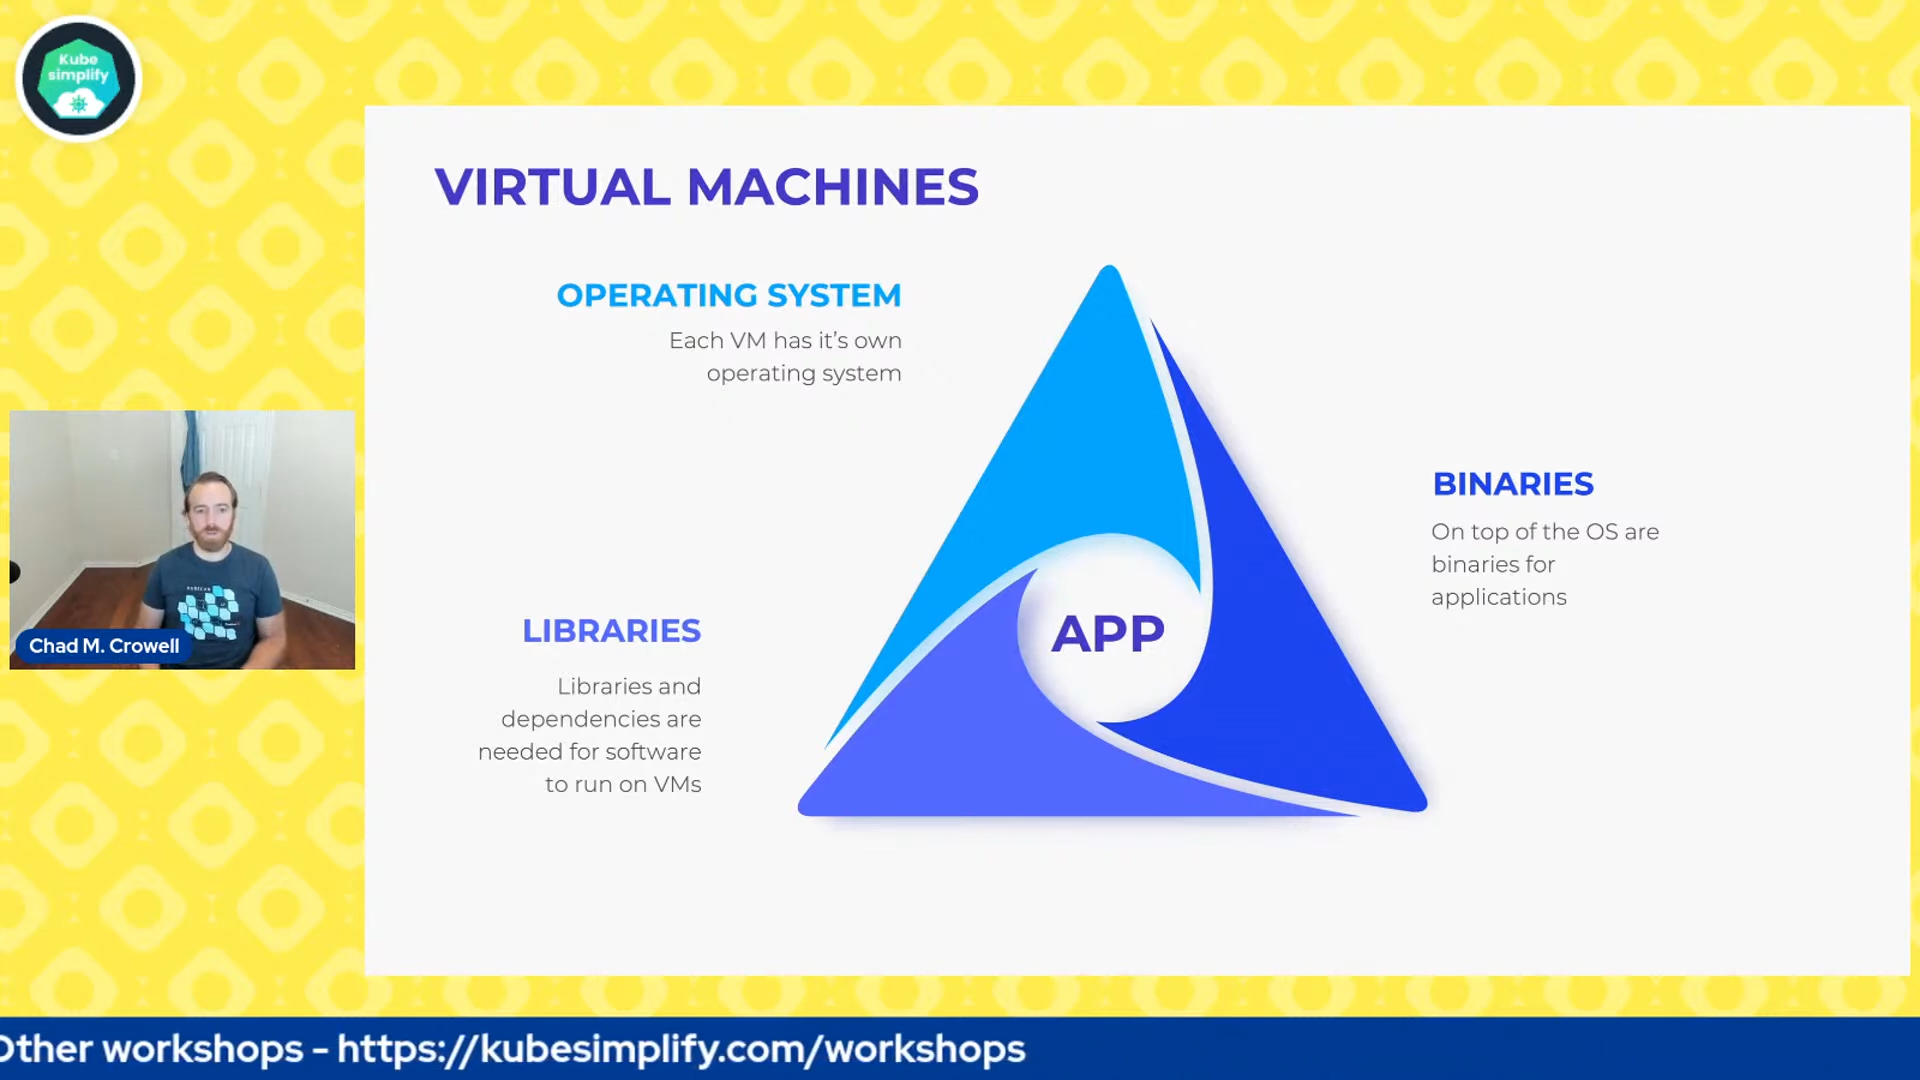 Kube
simplify
VIRTUAL MACHINES
OPERATING SYSTEM
Each VM has it’s own
operating system
BINARIES
On top of the OS are
binaries for
applications
APP
LIBRARIES
Libraries and
dependencies are
needed for software
to run on VMs
Chad M. Crowell
Other workshops - https://kubesimplify.com/workshops